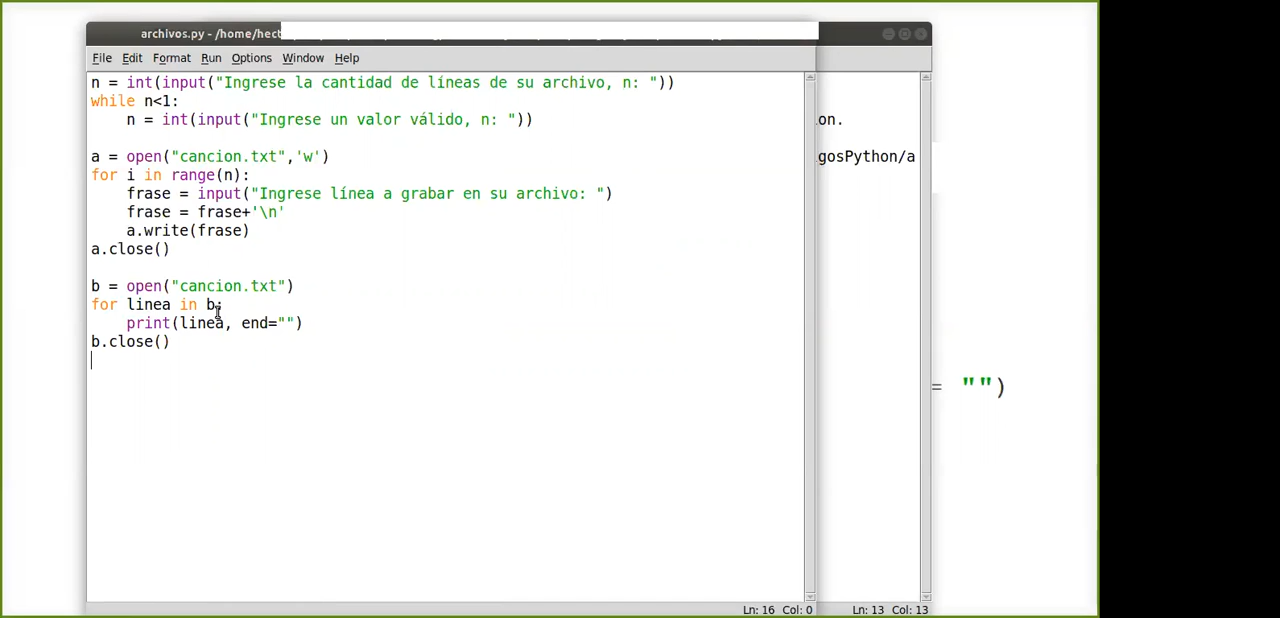 archivos.py - /home/hect
File Edit Format Run Options Window Help
n = int(input("Ingrese la cantidad de líneas de su archivo, n: "))
while n<1:
    n = int(input("Ingrese un valor válido, n: "))
on.
a = open("cancion.txt",'w')
gosPython/a
for i in range(n):
    frase = input("Ingrese línea a grabar en su archivo: ")
    frase = frase+'\n'
    a.write(frase)
a.close()
b = open("cancion.txt")
for linea in b:
    print(linea, end="")
b.close()
= "")
Ln: 16 Col: 0
Ln: 13 Col: 13